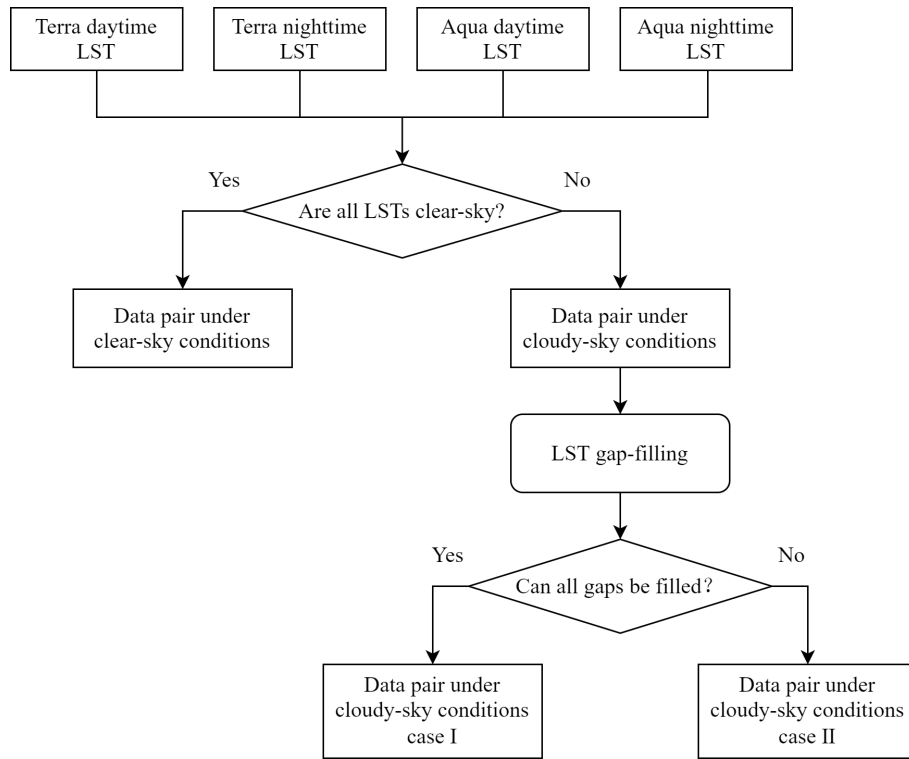 Terra daytime
LST
Terra nighttime
LST
Aqua daytime
LST
Aqua nighttime
LST
Yes
No
Are all LSTs clear-sky?
Data pair under
clear-sky conditions
Data pair under
cloudy-sky conditions
LST gap-filling
Yes
No
Can all gaps be filled?
Data pair under
cloudy-sky conditions
case I
Data pair under
cloudy-sky conditions
case II